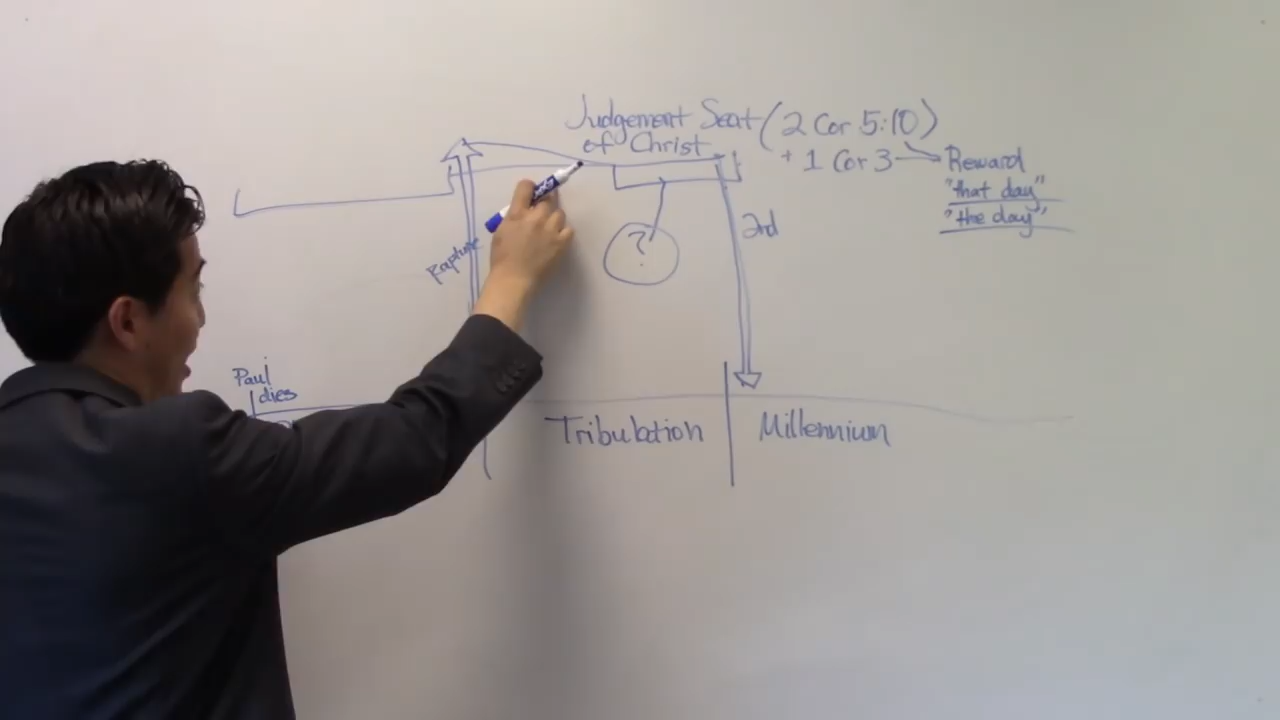 Judgement Seat (2 Cor 5:10)
of Christ + 1 Cor 3 Reward
"that day"
"the day"
Rapture
?
2nd
Paul
dies
Tribulation
Millennium